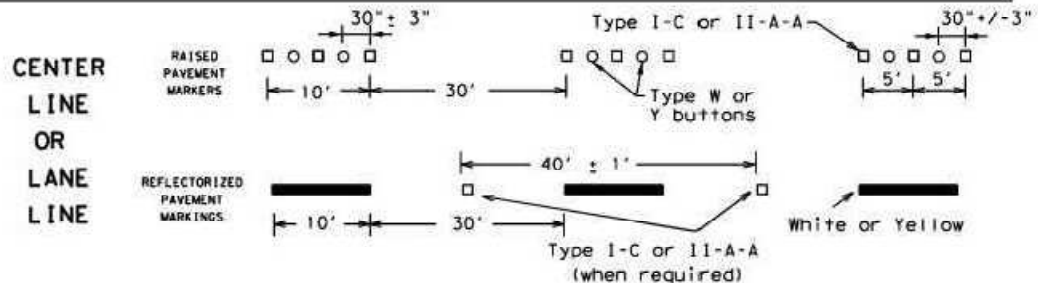 30"± 3"
Type I-C or II-A-A
30"+/-3"
CENTER
LINE
OR
LANE
LINE
RAISED
PAVEMENT
MARKERS
10'
30'
Type W or
Y buttons
5'
5'
40' ± 1'
REFLECTORIZED
PAVEMENT
MARKINGS
10'
30'
White or Yellow
Type I-C or II-A-A
(when required)